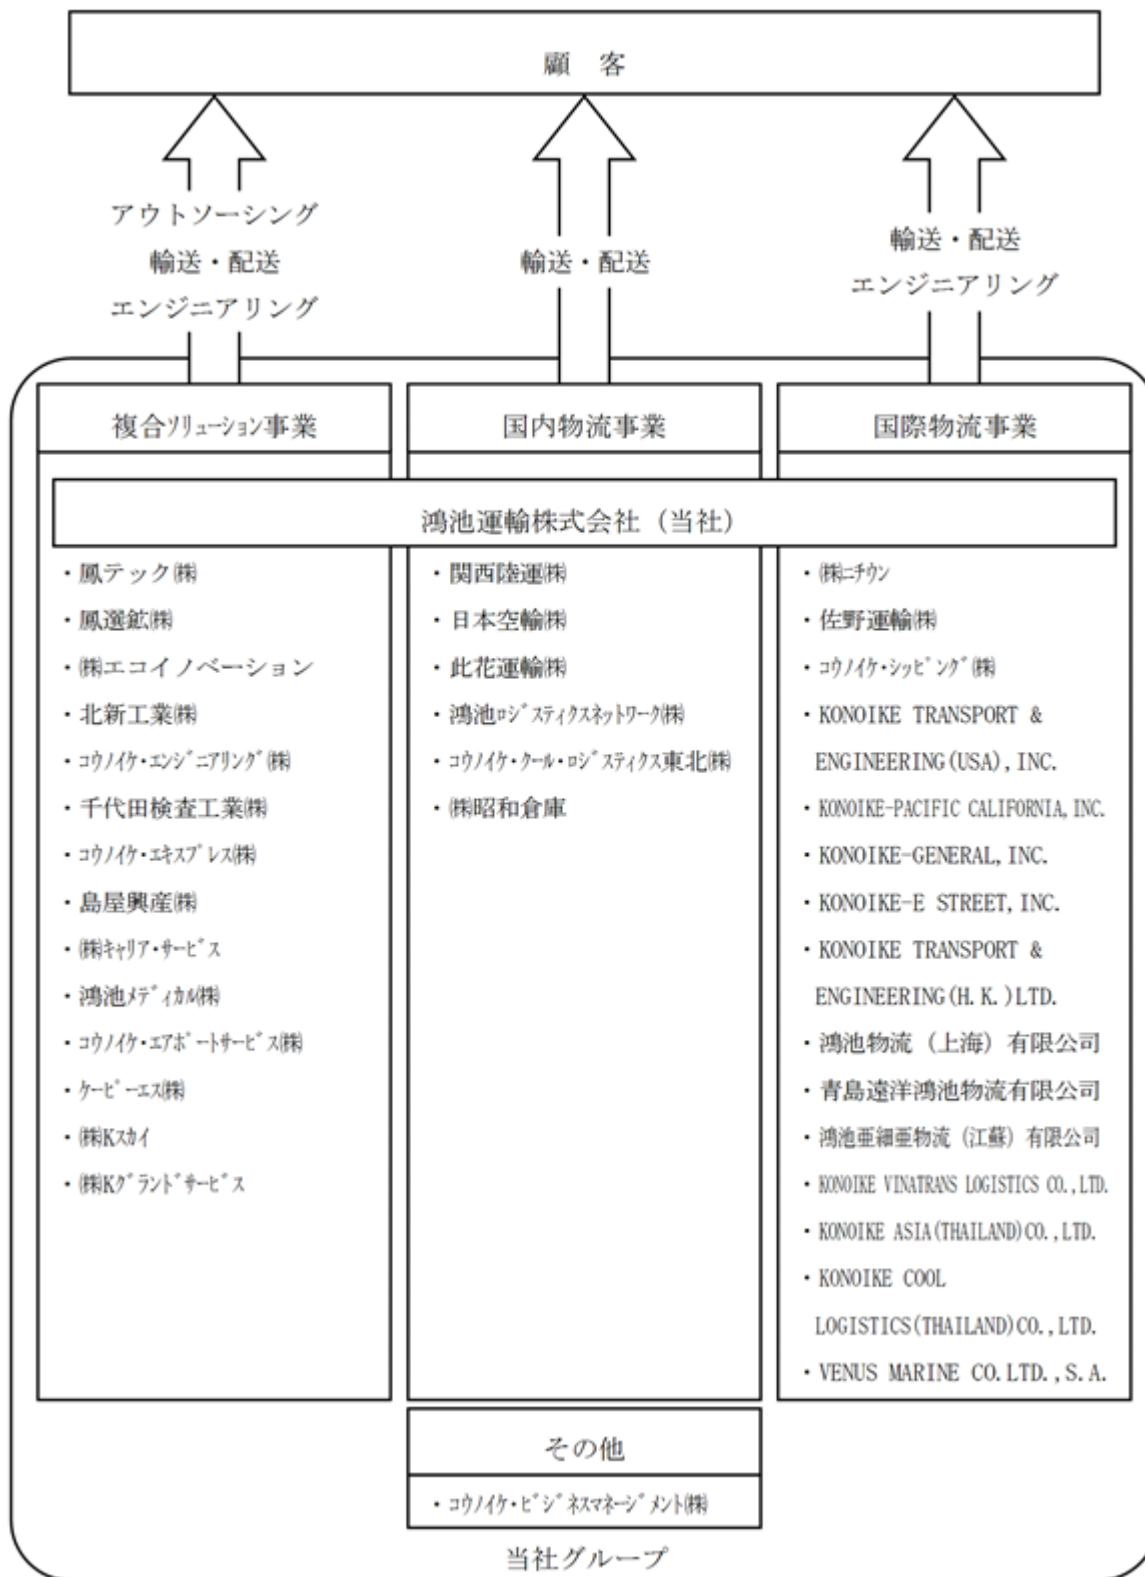 顧 客
アウトソーシング
輸送・配送
エンジニアリング
輸送・配送
輸送・配送
エンジニアリング
複合ｿﾘｭｰｼｮﾝ事業
国内物流事業
国際物流事業
鴻池運輸株式会社（当社）
・鳳テック㈱
・鳳選鉱㈱
・㈱エコイノベーション
・北新工業㈱
・ｺｳﾉｲｹ・ｴﾝｼﾞﾆｱﾘﾝｸﾞ㈱
・千代田検査工業㈱
・ｺｳﾉｲｹ・ｴｷｽﾌﾟﾚｽ㈱
・島屋興産㈱
・㈱ｷｬﾘｱ・ｻｰﾋﾞｽ
・鴻池ﾒﾃﾞｨｶﾙ㈱
・ｺｳﾉｲｹ・ｴｱﾎﾟｰﾄｻｰﾋﾞｽ㈱
・ｹｰﾋﾟｰｴｽ㈱
・㈱Kｽｶｲ
・㈱Kｸﾞﾗﾝﾄﾞｻｰﾋﾞｽ
・関西陸運㈱
・日本空輸㈱
・此花運輸㈱
・鴻池ﾛｼﾞｽﾃｨｸｽﾈｯﾄﾜｰｸ㈱
・ｺｳﾉｲｹ・ｸｰﾙ・ﾛｼﾞｽﾃｨｸｽ東北㈱
・㈱昭和倉庫
・㈱ﾆﾁｳﾝ
・佐野運輸㈱
・ｺｳﾉｲｹ・ｼｯﾋﾟﾝｸﾞ㈱
・KONOIKE TRANSPORT &
ENGINEERING(USA), INC.
・KONOIKE-PACIFIC CALIFORNIA, INC.
・KONOIKE-GENERAL, INC.
・KONOIKE-E STREET, INC.
・KONOIKE TRANSPORT &
ENGINEERING(H.K.)LTD.
・鴻池物流（上海）有限公司
・青島遠洋鴻池物流有限公司
・鴻池亜細亜物流（江蘇）有限公司
・KONOIKE VINATRANS LOGISTICS CO.,LTD.
・KONOIKE ASIA(THAILAND)CO.,LTD.
・KONOIKE COOL
LOGISTICS(THAILAND)CO.,LTD.
・VENUS MARINE CO.LTD.,S.A.
その他
・ｺｳﾉｲｹ・ﾋﾞｼﾞﾈｽﾏﾈｰｼﾞﾒﾝﾄ㈱
当社グループ